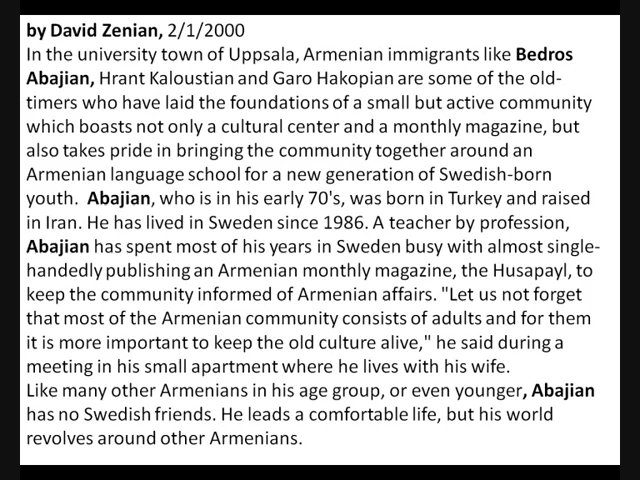 by David Zenian, 2/1/2000
In the university town of Uppsala, Armenian immigrants like Bedros
Abajian, Hrant Kaloustian and Garo Hakopian are some of the old-
timers who have laid the foundations of a small but active community
which boasts not only a cultural center and a monthly magazine, but
also takes pride in bringing the community together around an
Armenian language school for a new generation of Swedish-born
youth.  Abajian, who is in his early 70's, was born in Turkey and raised
in Iran. He has lived in Sweden since 1986. A teacher by profession,
Abajian has spent most of his years in Sweden busy with almost single-
handedly publishing an Armenian monthly magazine, the Husapayl, to
keep the community informed of Armenian affairs. "Let us not forget
that most of the Armenian community consists of adults and for them
it is more important to keep the old culture alive," he said during a
meeting in his small apartment where he lives with his wife.
Like many other Armenians in his age group, or even younger, Abajian
has no Swedish friends. He leads a comfortable life, but his world
revolves around other Armenians.